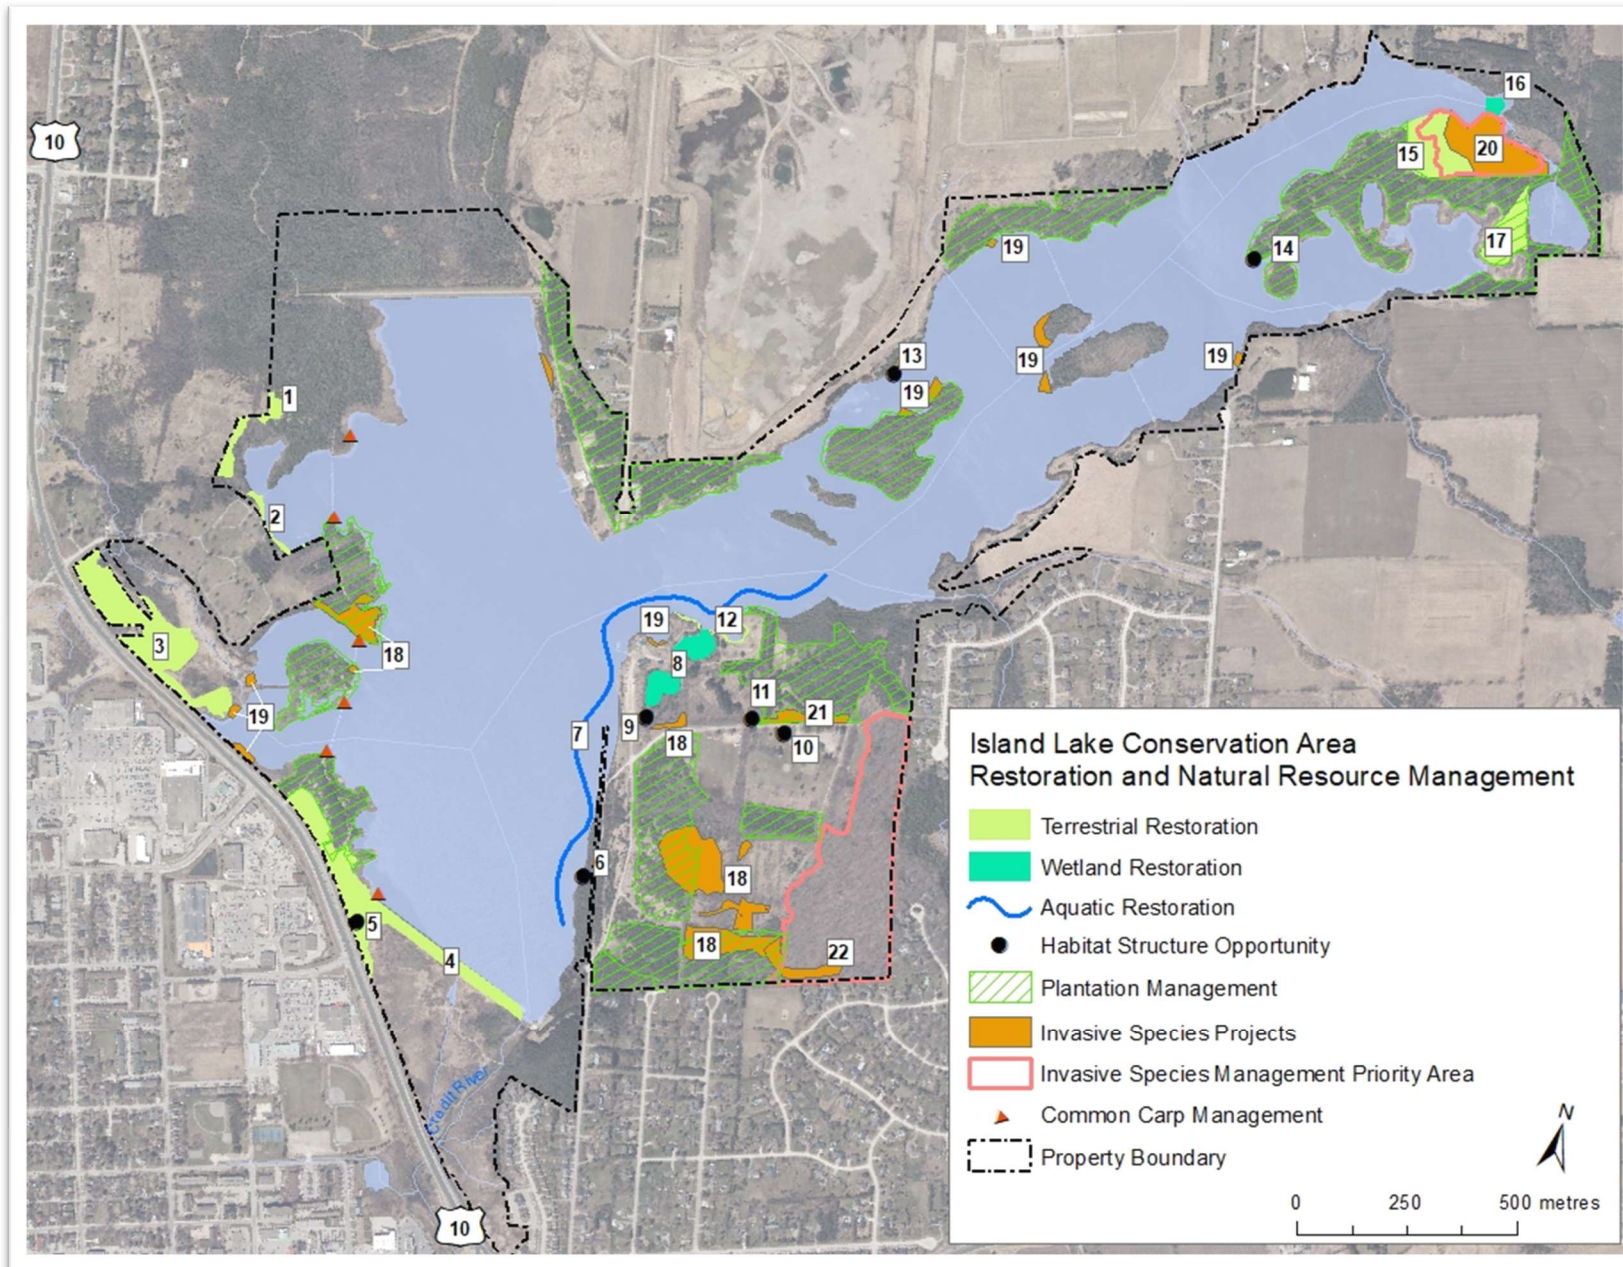 16
10
15
20
17
14
19
13
19
19
19
1
2
12
19
3
18
8
11
21
19
9
7
18
10
6
18
5
18
22
4
Credit River
10
Island Lake Conservation Area
Restoration and Natural Resource Management
Terrestrial Restoration
Wetland Restoration
Aquatic Restoration
Habitat Structure Opportunity
Plantation Management
Invasive Species Projects
Invasive Species Management Priority Area
Common Carp Management
Property Boundary
N
0 250 500 metres